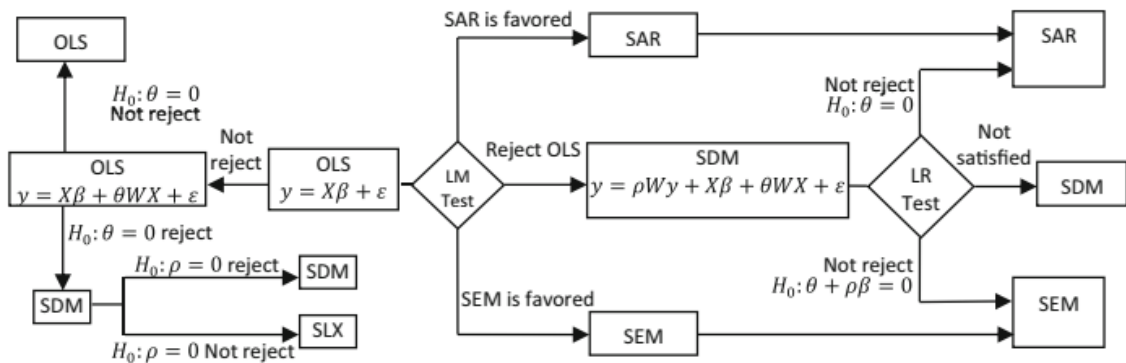 OLS
H₀: θ = 0
Not reject
OLS
y = Xβ + θWX + ε
Not
reject
OLS
y = Xβ + ε
H₀: θ = 0 reject
SDM
H₀: ρ = 0 reject
SDM
H₀: ρ = 0 Not reject
SLX
LM
Test
SAR is favored
SAR
SAR
Reject OLS
SDM
y = ρWy + Xβ + θWX + ε
SEM is favored
SEM
LR
Test
Not reject
H₀: θ = 0
Not
satisfied
SDM
Not reject
H₀: θ + ρβ = 0
SEM